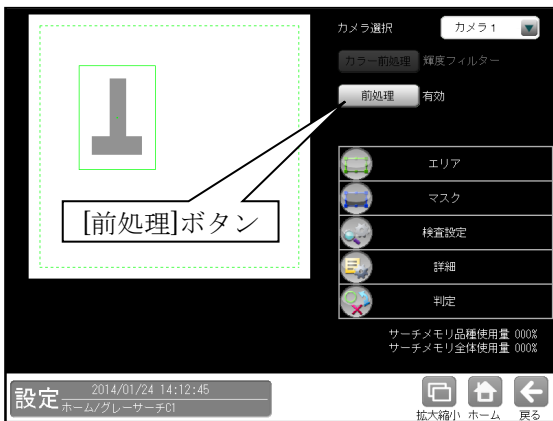 カメラ選択
カメラ1
カラー前処理 輝度フィルター
前処理 有効
エリア
[前処理]ボタン
マスク
検査設定
詳細
判定
サーチメモリ品種使用量 000%
サーチメモリ全体使用量 000%
設定
2014/01/24 14:12:45
ホーム/グレーサーチC1
拡大縮小
ホーム
戻る